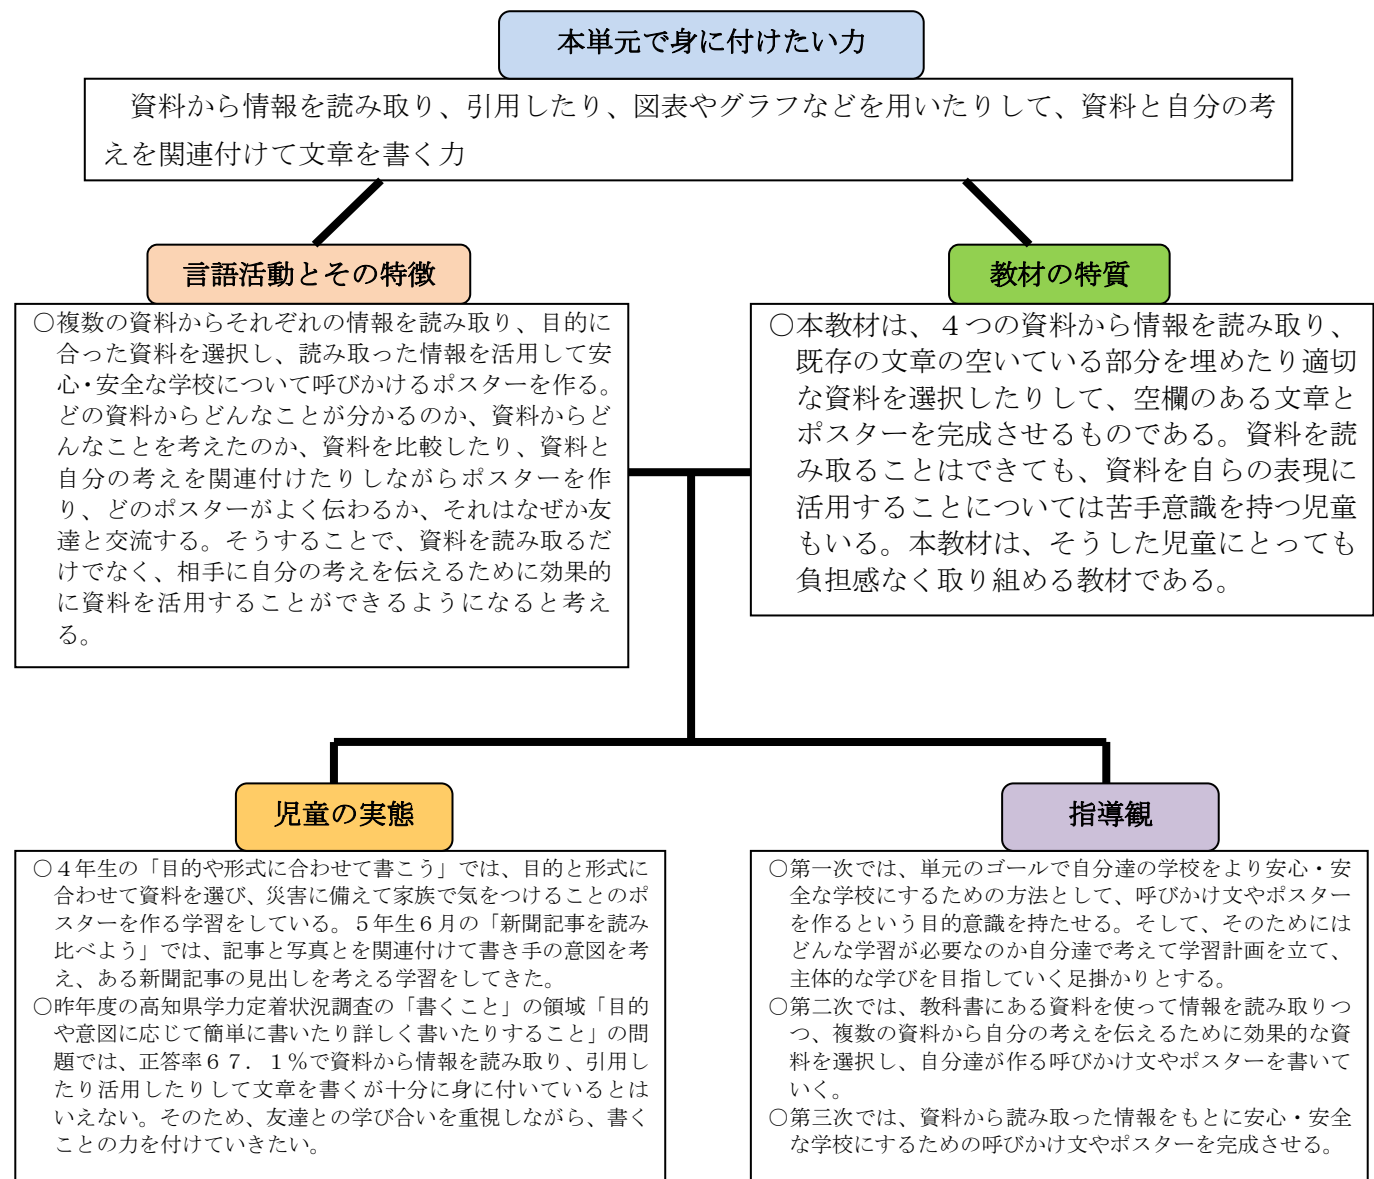 本単元で身に付けたい力
資料から情報を読み取り、引用したり、図表やグラフなどを用いたりして、資料と自分の考
えを関連付けて文章を書く力
言語活動とその特徴
○複数の資料からそれぞれの情報を読み取り、目的に
合った資料を選択し、読み取った情報を活用して安
心・安全な学校について呼びかけるポスターを作る。
どの資料からどんなことが分かるのか、資料からど
んなことを考えたのか、資料を比較したり、資料と
自分の考えを関連付けたりしながらポスターを作
り、どのポスターがよく伝わるか、それはなぜか友
達と交流する。そうすることで、資料を読み取るだ
けでなく、相手に自分の考えを伝えるために効果的
に資料を活用することができるようになると考え
る。
教材の特質
○本教材は、４つの資料から情報を読み取り、
既存の文章の空いている部分を埋めたり適切
な資料を選択したりして、空欄のある文章と
ポスターを完成させるものである。資料を読
み取ることはできても、資料を自らの表現に
活用することについては苦手意識を持つ児童
もいる。本教材は、そうした児童にとっても
負担感なく取り組める教材である。
児童の実態
○４年生の「目的や形式に合わせて書こう」では、目的と形式に
合わせて資料を選び、災害に備えて家族で気をつけることのポ
スターを作る学習をしている。５年生６月の「新聞記事を読み
比べよう」では、記事と写真とを関連付けて書き手の意図を考
え、ある新聞記事の見出しを考える学習をしてきた。
○昨年度の高知県学力定着状況調査の「書くこと」の領域「目的
や意図に応じて簡単に書いたり詳しく書いたりすること」の問
題では、正答率６７．１％で資料から情報を読み取り、引用し
たり活用したりして文章を書くが十分に身に付いているとは
いえない。そのため、友達との学び合いを重視しながら、書く
ことの力を付けていきたい。
指導観
○第一次では、単元のゴールで自分達の学校をより安心・安
全な学校にするための方法として、呼びかけ文やポスター
を作るという目的意識を持たせる。そして、そのためには
どんな学習が必要なのか自分達で考えて学習計画を立て、
主体的な学びを目指していく足掛かりとする。
○第二次では、教科書にある資料を使って情報を読み取りつ
つ、複数の資料から自分の考えを伝えるために効果的な資
料を選択し、自分達が作る呼びかけ文やポスターを書いて
いく。
○第三次では、資料から読み取った情報をもとに安心・安全
な学校にするための呼びかけ文やポスターを完成させる。